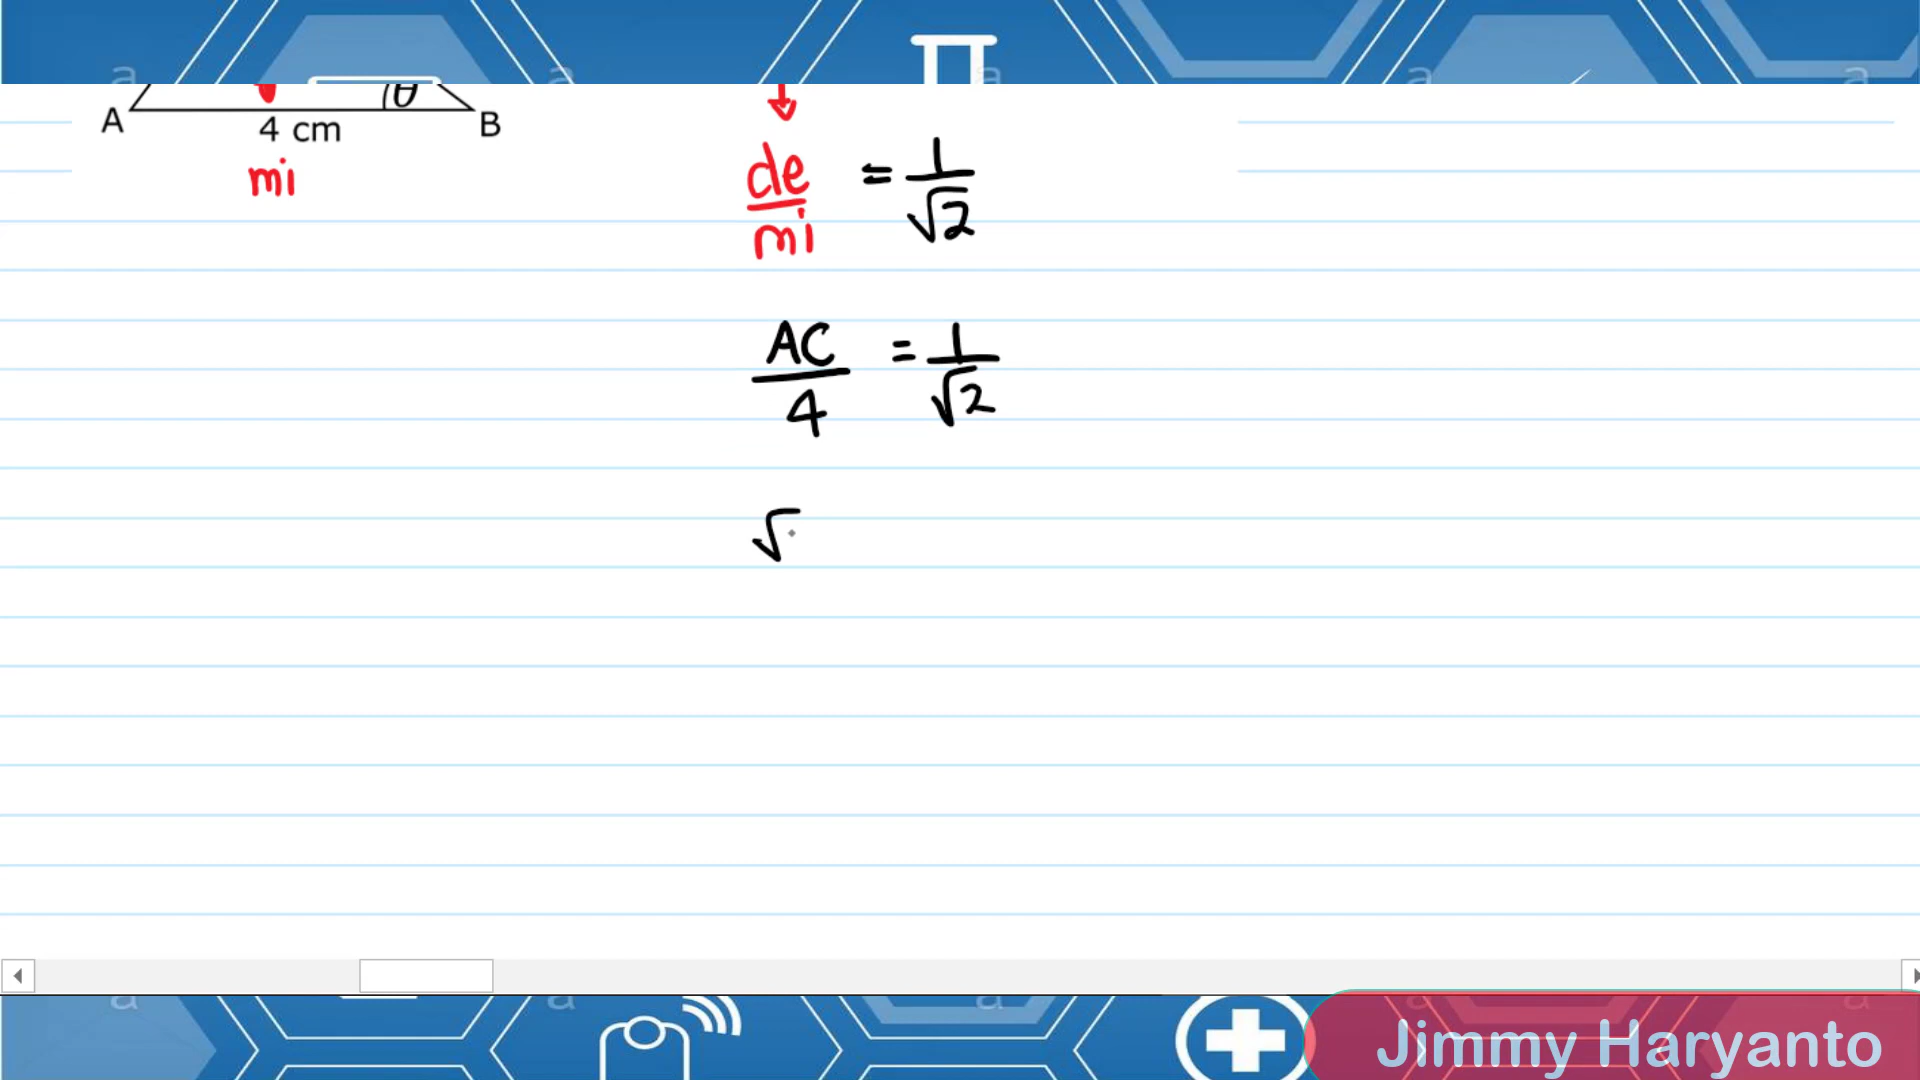 θ
A 4 cm B
mi
de/mi = 1/√2
AC/4 = 1/√2
√
Jimmy Haryanto